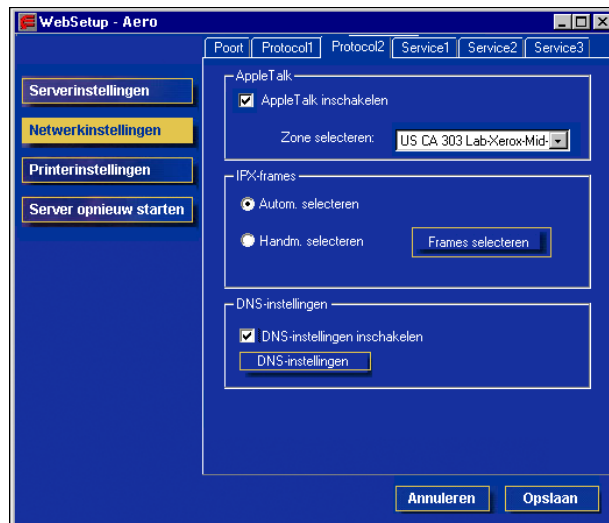 WebSetup - Aero
Poort Protocol1 Protocol2 Service1 Service2 Service3
Serverinstellingen
Netwerkinstellingen
Printerinstellingen
Server opnieuw starten
AppleTalk
AppleTalk inschakelen
Zone selecteren: US CA 303 Lab-Xerox-Mid-
IPX-frames
Autom. selecteren
Handm. selecteren Frames selecteren
DNS-instellingen
DNS-instellingen inschakelen
DNS-instellingen
Annuleren Opslaan